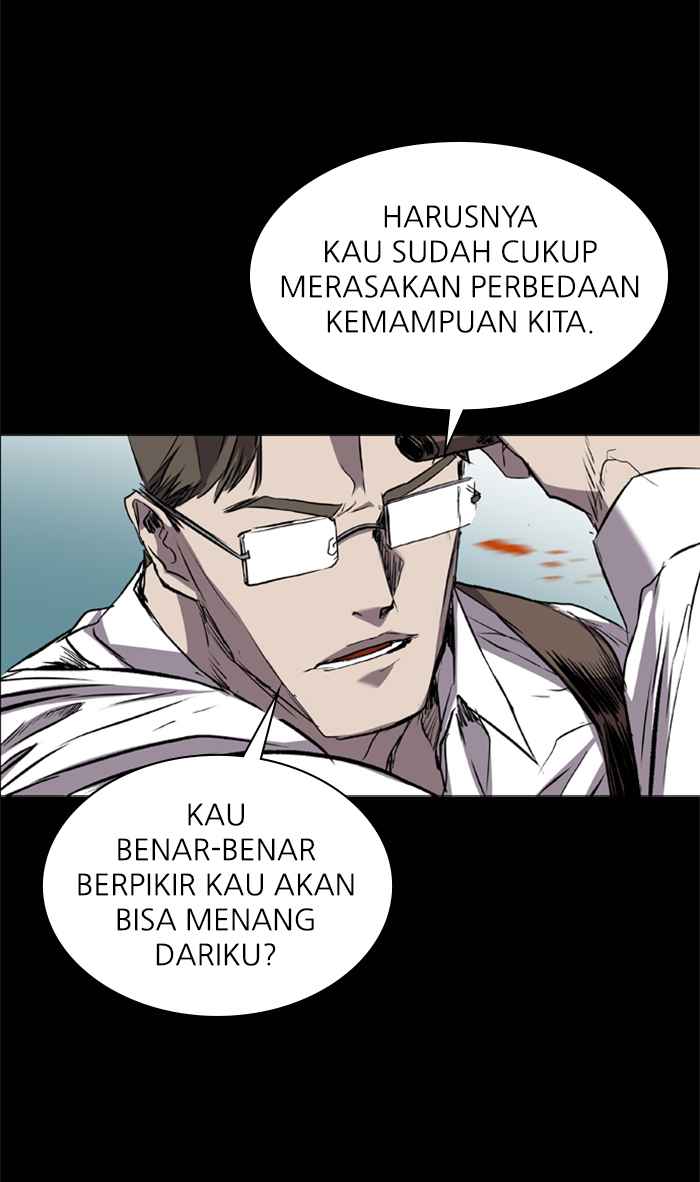 HARUSNYA
KAU SUDAH CUKUP
MERASAKAN PERBEDAAN
KEMAMPUAN KITA.
KAU
BENAR-BENAR
BERPIKIR KAU AKAN
BISA MENANG
DARIKU?